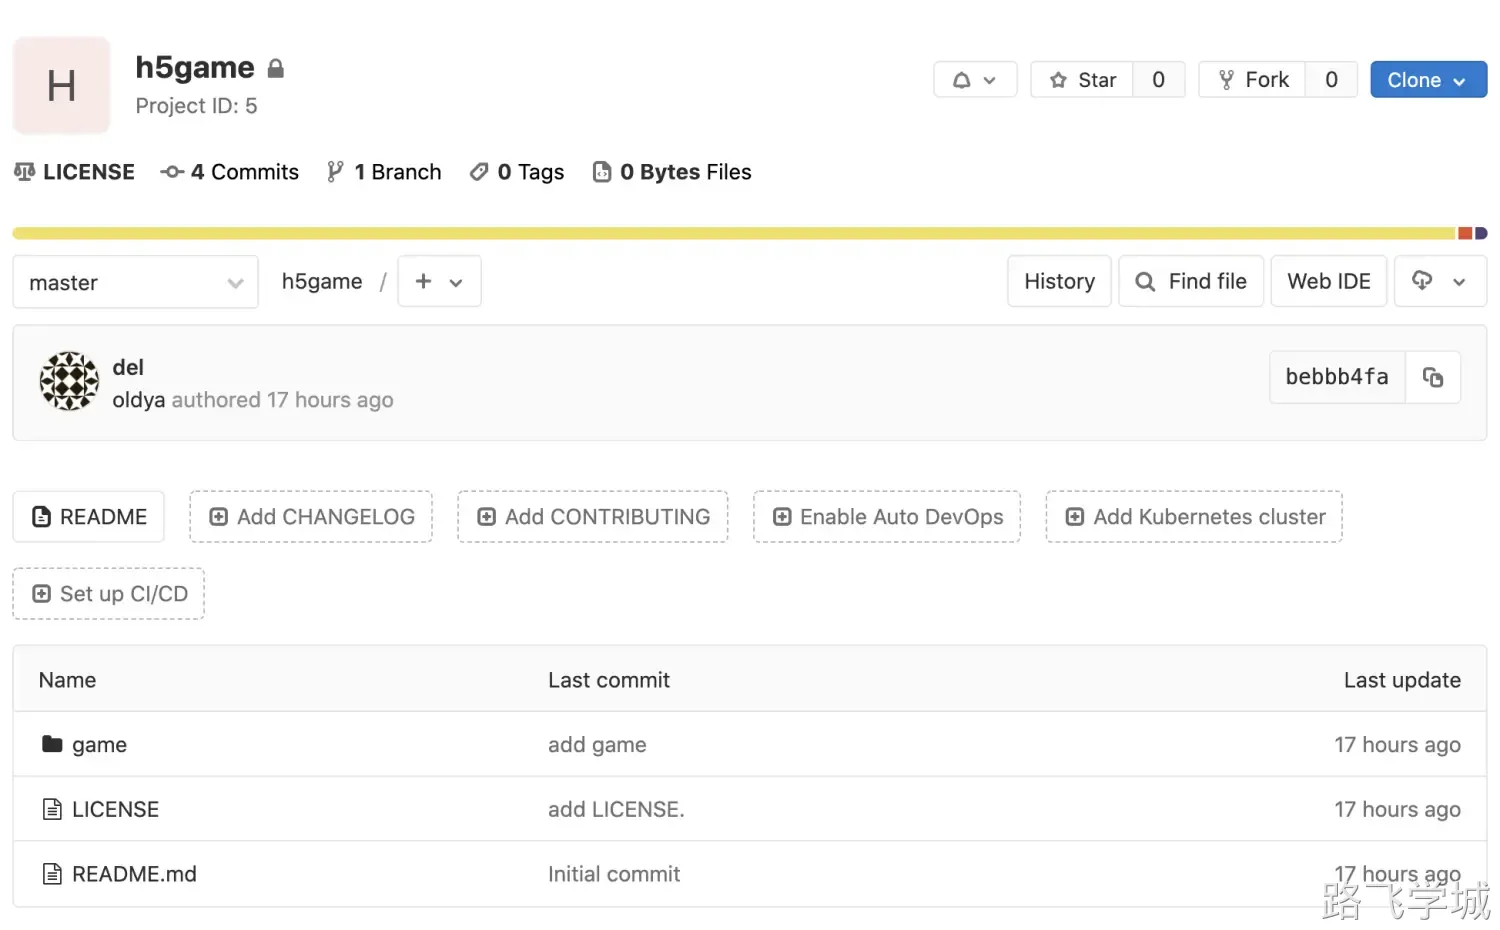 H
h5game
Project ID: 5
Star 0
Fork 0
Clone
LICENSE 4 Commits 1 Branch 0 Tags 0 Bytes Files
master h5game / + History Find file Web IDE
del
oldya authored 17 hours ago
bebbb4fa
README Add CHANGELOG Add CONTRIBUTING Enable Auto DevOps Add Kubernetes cluster
Set up CI/CD
Name Last commit Last update
game add game 17 hours ago
LICENSE add LICENSE. 17 hours ago
README.md Initial commit 17 hours ago
路飞学城